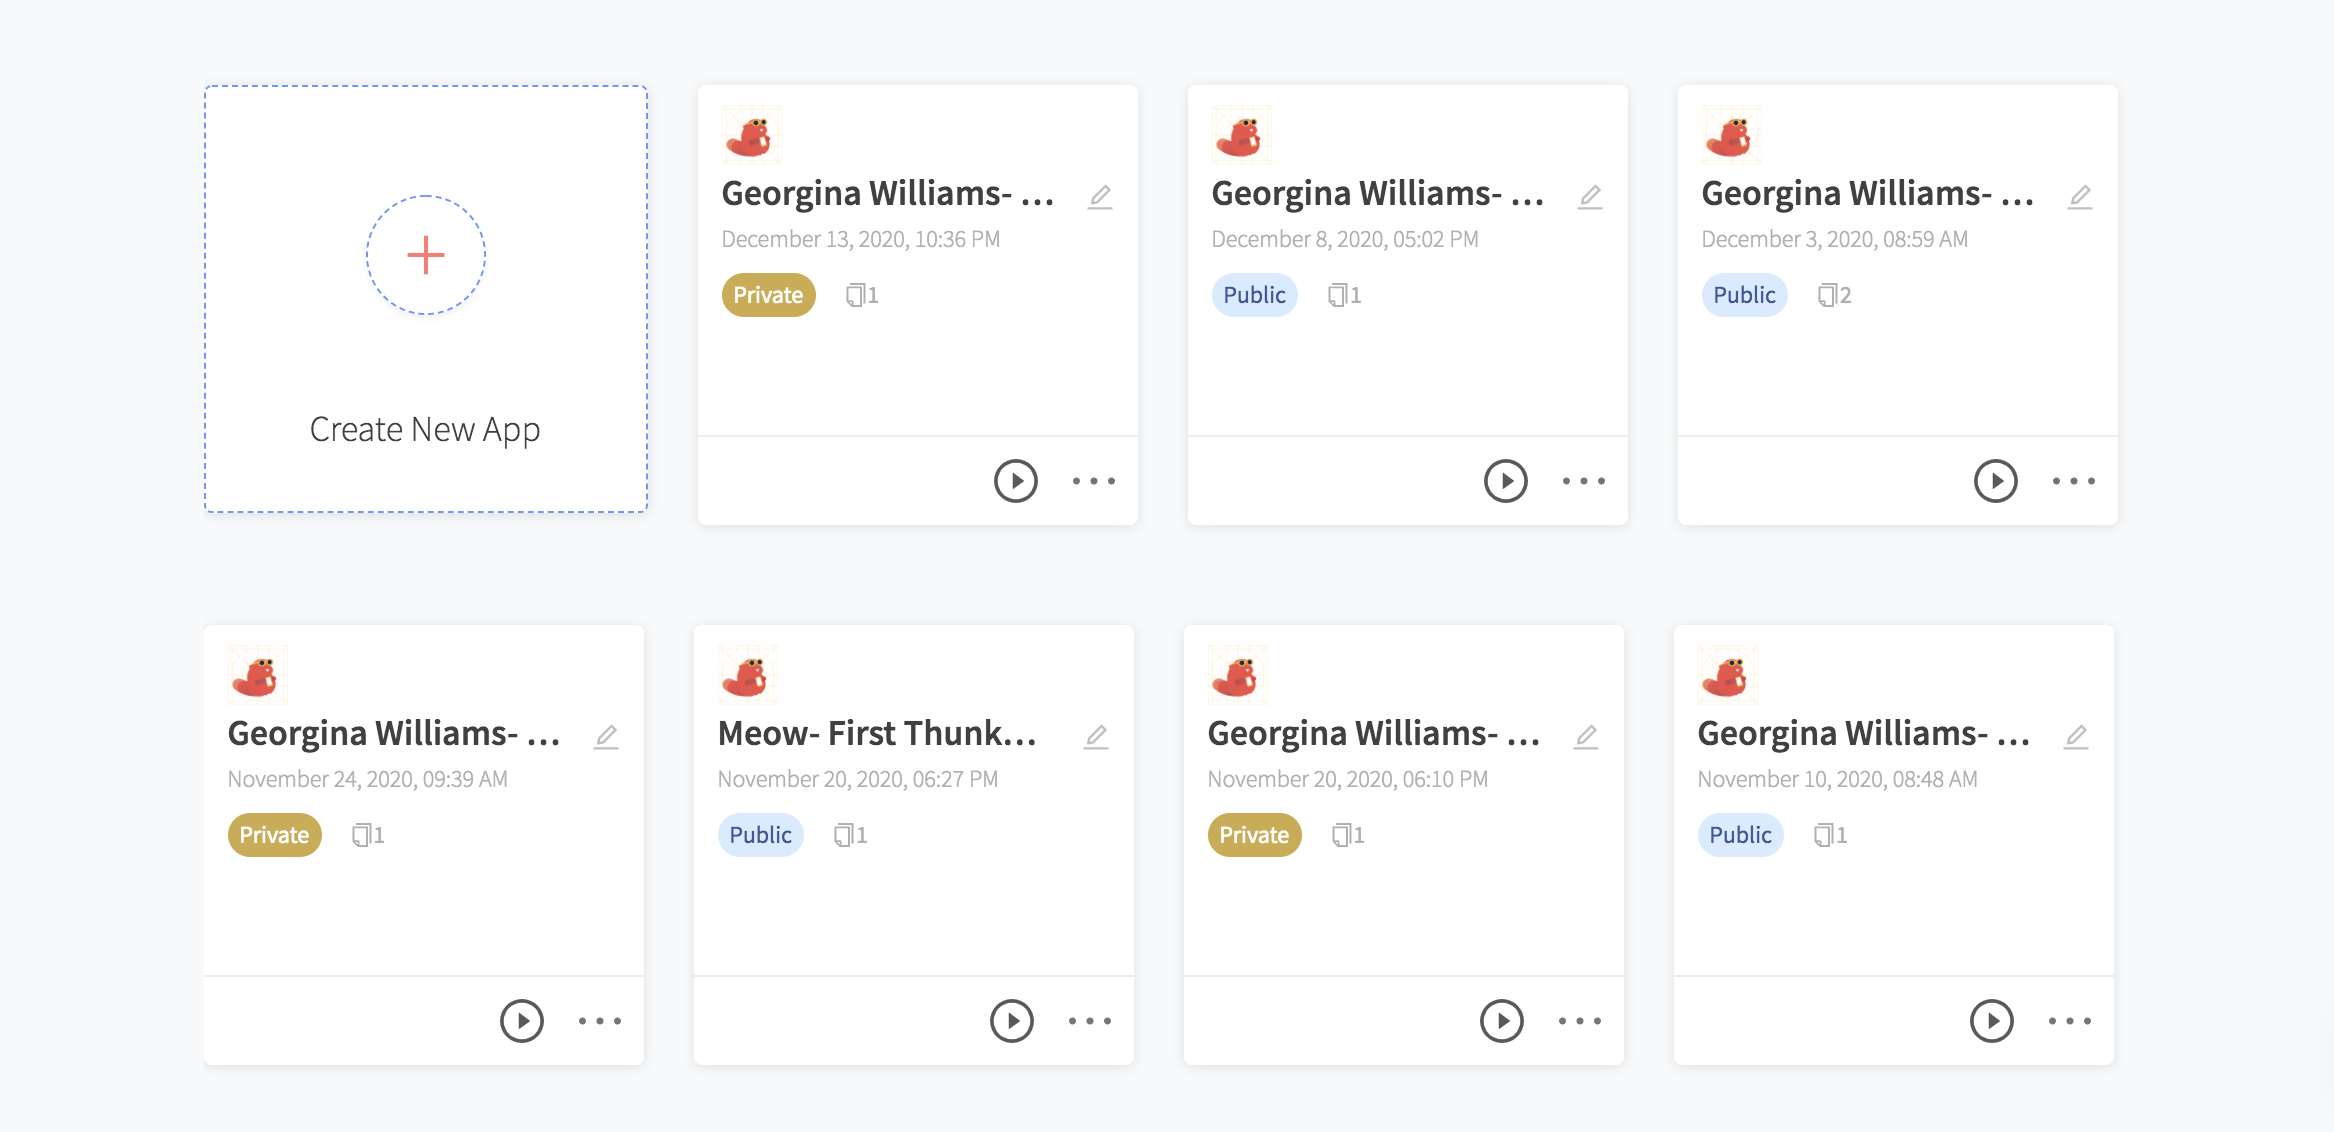 Create New App
Georgina Williams- ...
December 13, 2020, 10:36 PM
Private 1
Georgina Williams- ...
December 8, 2020, 05:02 PM
Public 1
Georgina Williams- ...
December 3, 2020, 08:59 AM
Public 2
Georgina Williams- ...
November 24, 2020, 09:39 AM
Private 1
Meow- First Thunk...
November 20, 2020, 06:27 PM
Public 1
Georgina Williams- ...
November 20, 2020, 06:10 PM
Private 1
Georgina Williams- ...
November 10, 2020, 08:48 AM
Public 1